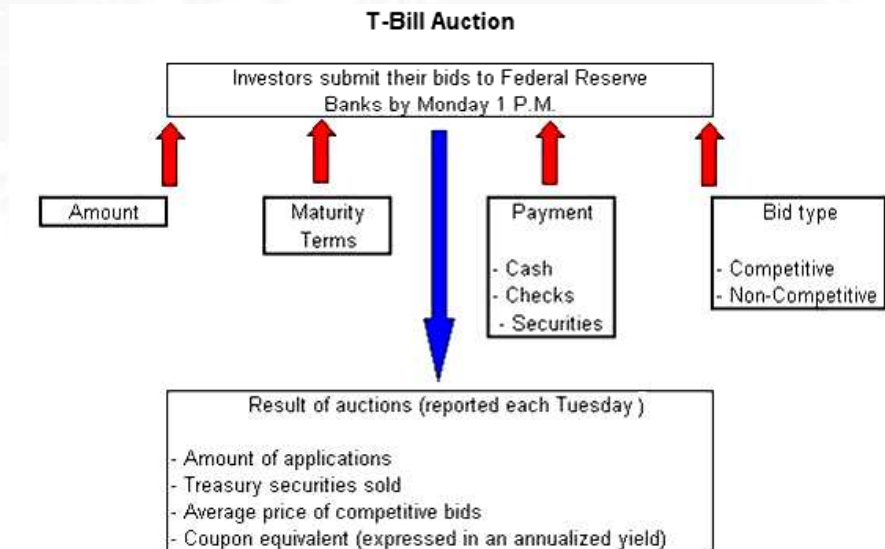 T-Bill Auction
Investors submit their bids to Federal Reserve
Banks by Monday 1 P.M.
Amount
Maturity
Terms
Payment
- Cash
- Checks
- Securities
Bid type
- Competitive
- Non-Competitive
Result of auctions (reported each Tuesday )
- Amount of applications
- Treasury securities sold
- Average price of competitive bids
- Coupon equivalent (expressed in an annualized yield)